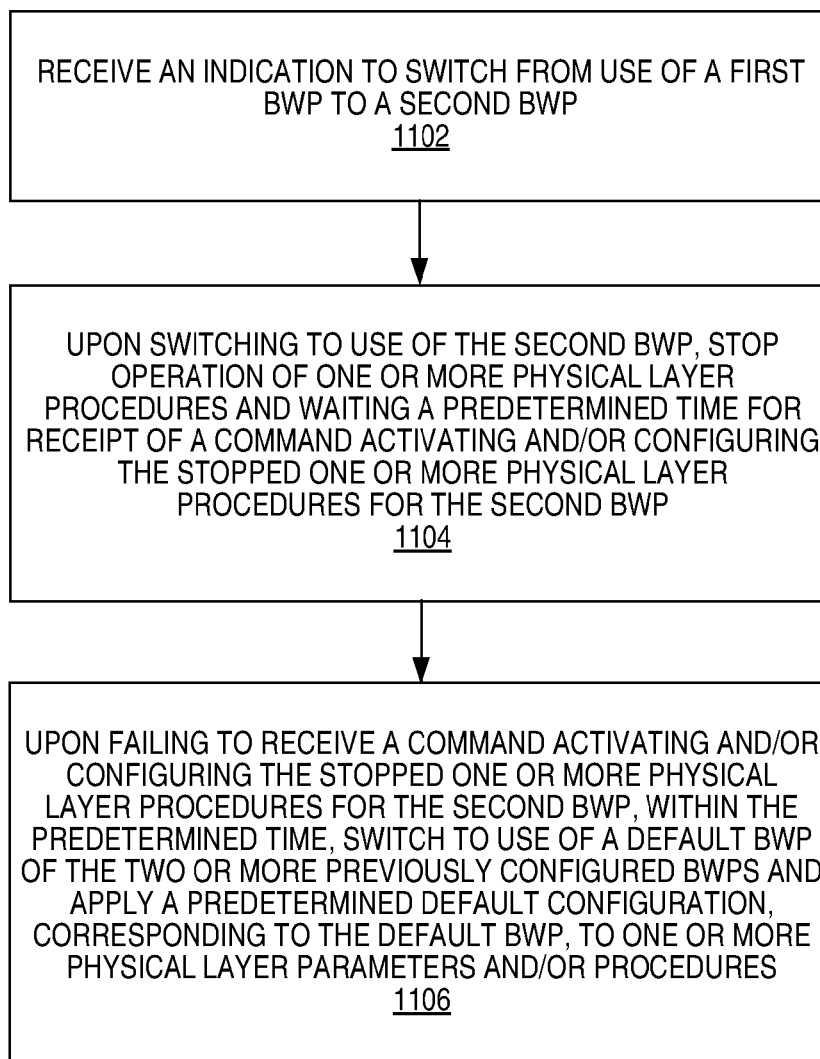 RECEIVE AN INDICATION TO SWITCH FROM USE OF A FIRST
BWP TO A SECOND BWP
1102
UPON SWITCHING TO USE OF THE SECOND BWP, STOP
OPERATION OF ONE OR MORE PHYSICAL LAYER
PROCEDURES AND WAITING A PREDETERMINED TIME FOR
RECEIPT OF A COMMAND ACTIVATING AND/OR CONFIGURING
THE STOPPED ONE OR MORE PHYSICAL LAYER
PROCEDURES FOR THE SECOND BWP
1104
UPON FAILING TO RECEIVE A COMMAND ACTIVATING AND/OR
CONFIGURING THE STOPPED ONE OR MORE PHYSICAL
LAYER PROCEDURES FOR THE SECOND BWP, WITHIN THE
PREDETERMINED TIME, SWITCH TO USE OF A DEFAULT BWP
OF THE TWO OR MORE PREVIOUSLY CONFIGURED BWPS AND
APPLY A PREDETERMINED DEFAULT CONFIGURATION,
CORRESPONDING TO THE DEFAULT BWP, TO ONE OR MORE
PHYSICAL LAYER PARAMETERS AND/OR PROCEDURES
1106